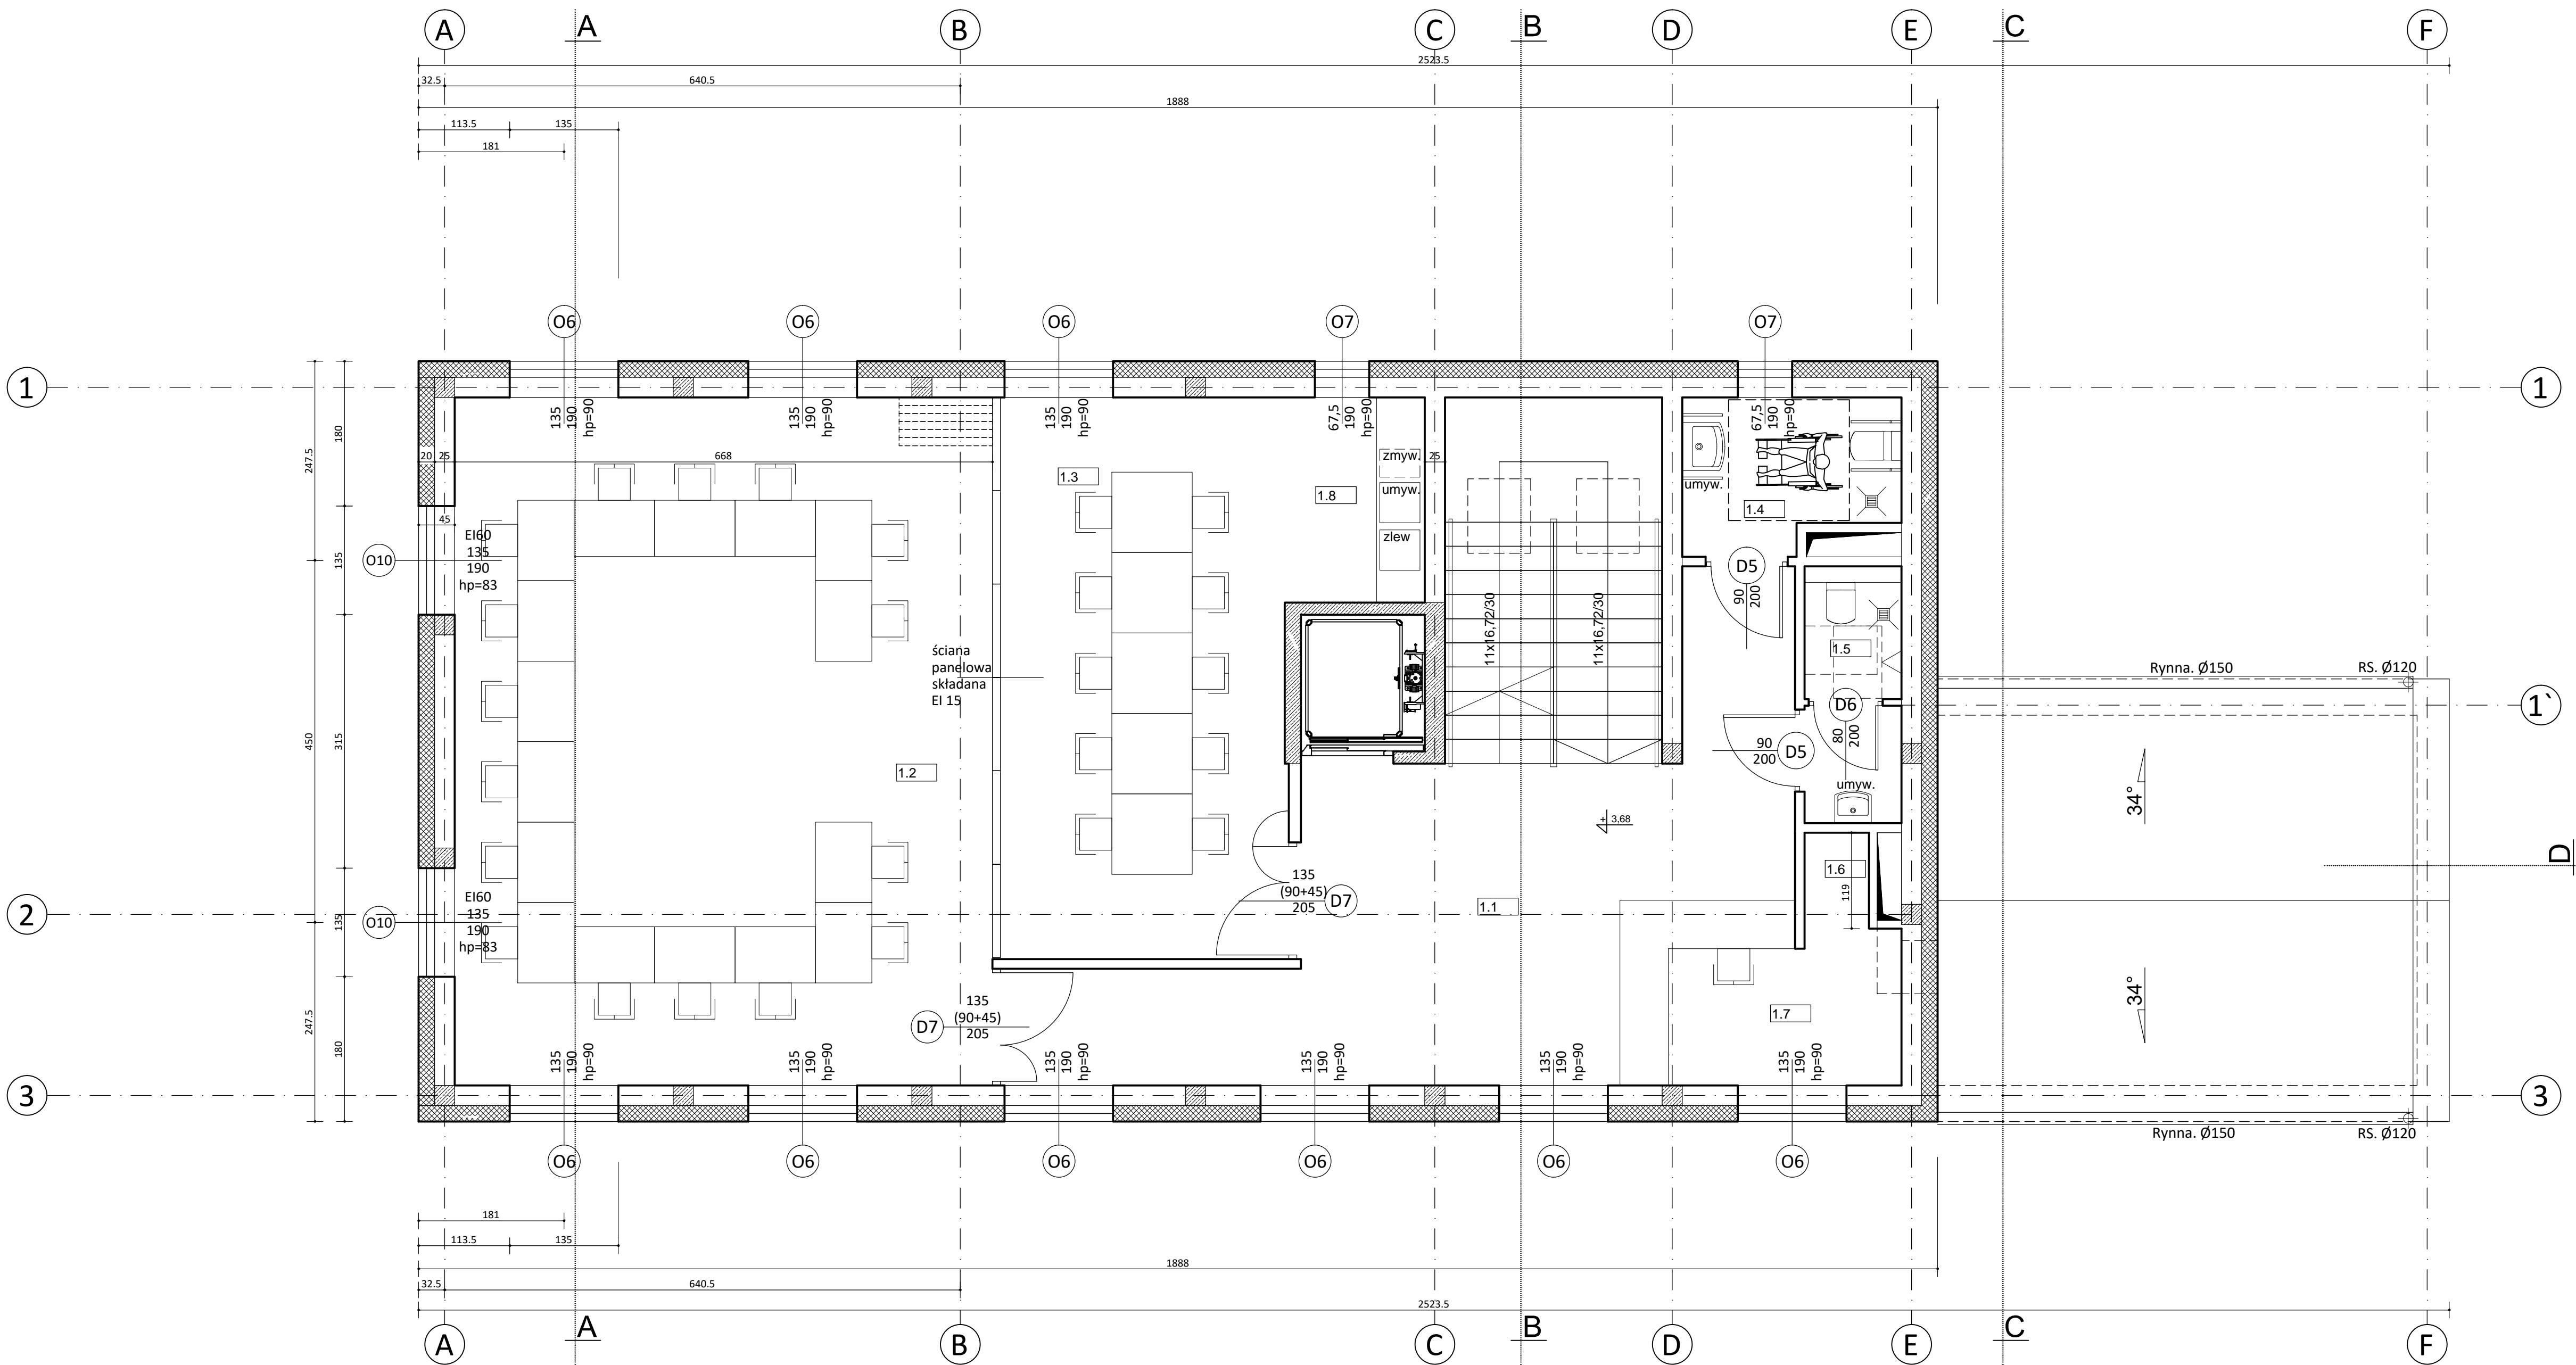 A A B C B D E C F
2523.5
32.5 640.5
1888
113.5 135
181
O6 O6 O6 O7 O7
1 1
135
190
hp=90
135
190
hp=90
135
190
hp=90
67,5
190
hp=90
67,5
190
hp=90
247.5
180
20 25 668
1.3
1.8
zmyw.
25
umyw.
zlew
umyw.
1.4
45
O10
EI60
135
190
hp=83
135
D5
90
200
11x16,72/30
11x16,72/30
ściana
panelowa
składana
EI 15
1.5
Rynna. Ø150 RS. Ø120
1` 
D6
80
200
90
200
D5
450
315
1.2
umyw.
34°
+ 3,68
D
1.6
119
135
(90+45)
205
D7
2 
O10
EI60
135
190
hp=83
135
1.1
34°
1.7
247.5
180
D7
135
(90+45)
205
135
190
hp=90
135
190
hp=90
135
190
hp=90
135
190
hp=90
135
190
hp=90
135
190
hp=90
3 3
Rynna. Ø150 RS. Ø120
O6 O6 O6 O6 O6 O6
181
113.5 135
1888
32.5 640.5
2523.5
A A B C B D E C F